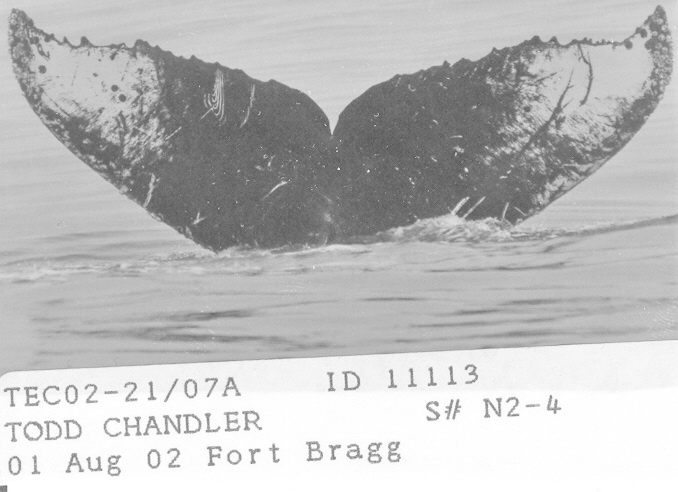 TEC02-21/07A ID 11113
TODD CHANDLER S# N2-4
01 Aug 02 Fort Bragg